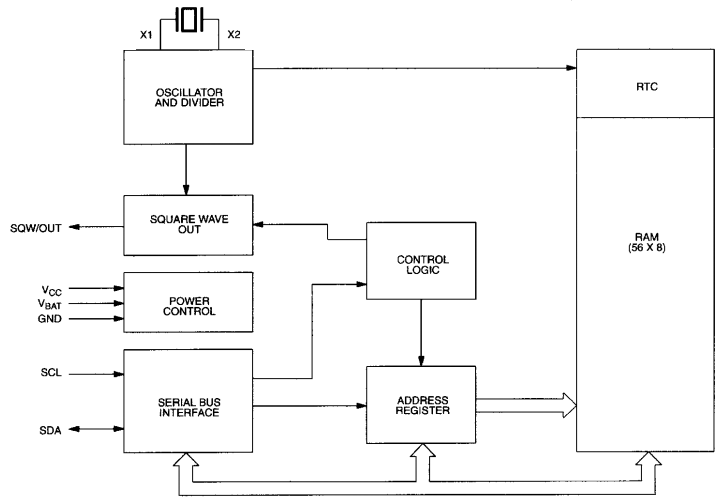 X1
X2
OSCILLATOR
AND DIVIDER
RTC
SQW/OUT
SQUARE WAVE
OUT
CONTROL
LOGIC
RAM
(56 X 8)
VCC
VBAT
GND
POWER
CONTROL
SCL
SDA
SERIAL BUS
INTERFACE
ADDRESS
REGISTER